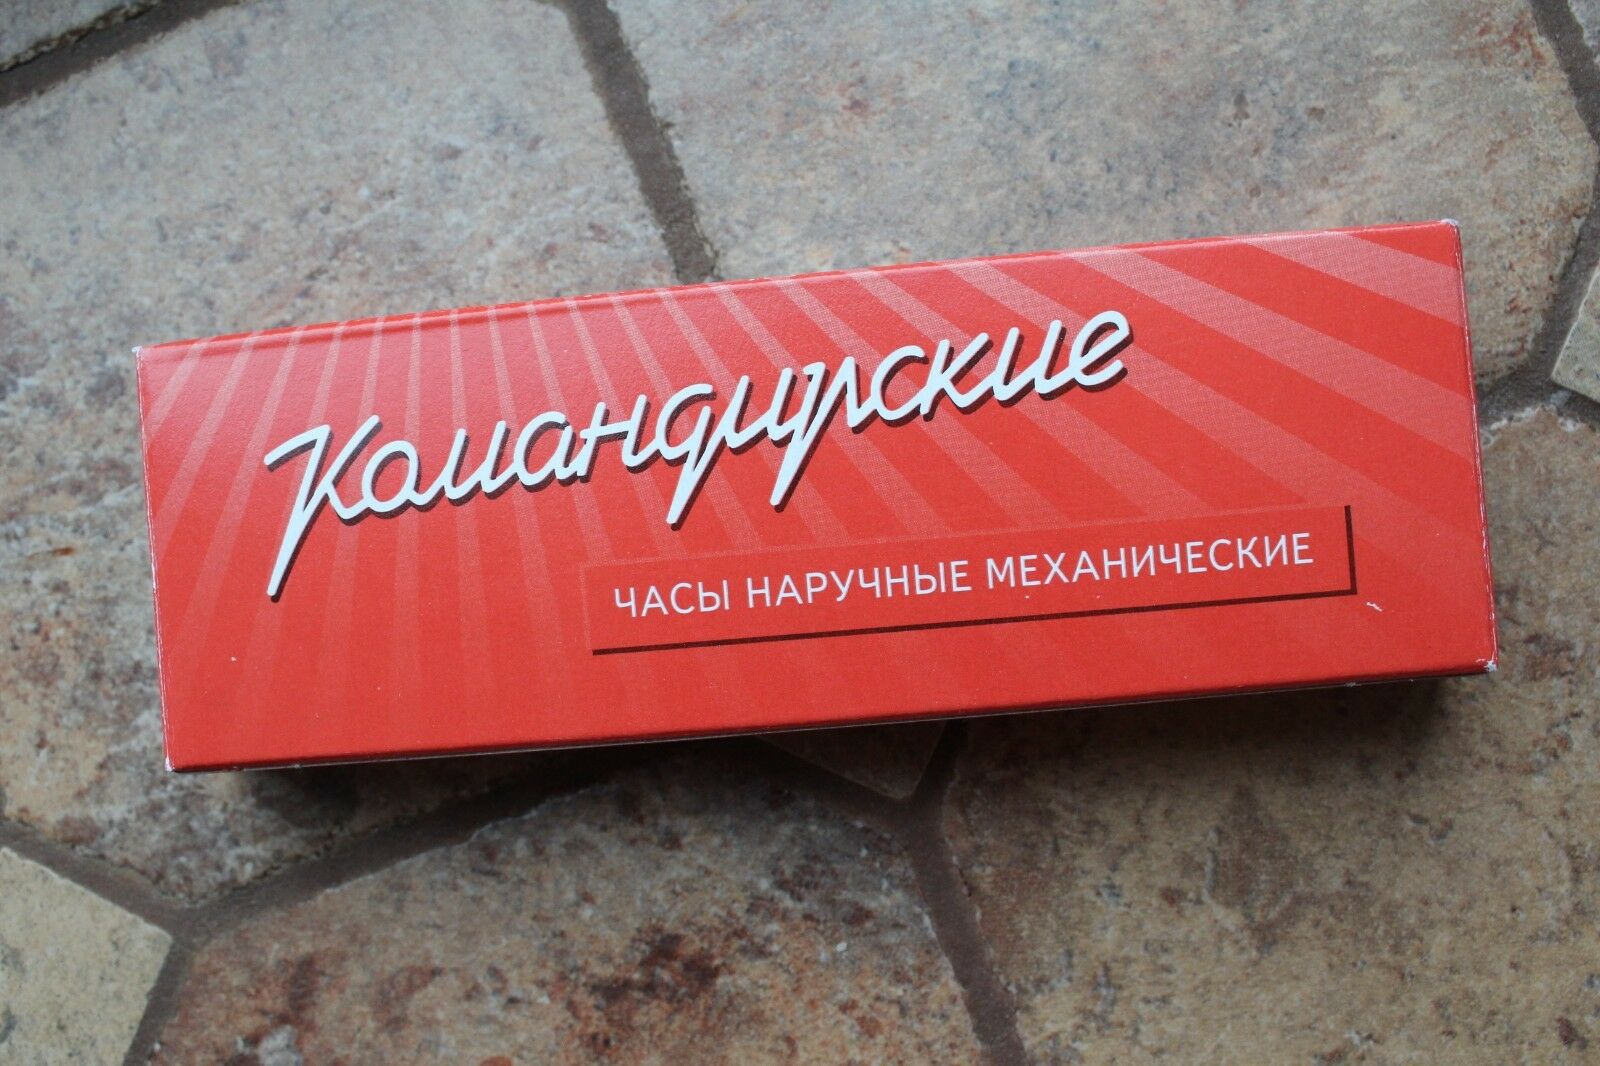 Командирские
ЧАСЫ НАРУЧНЫЕ МЕХАНИЧЕСКИЕ